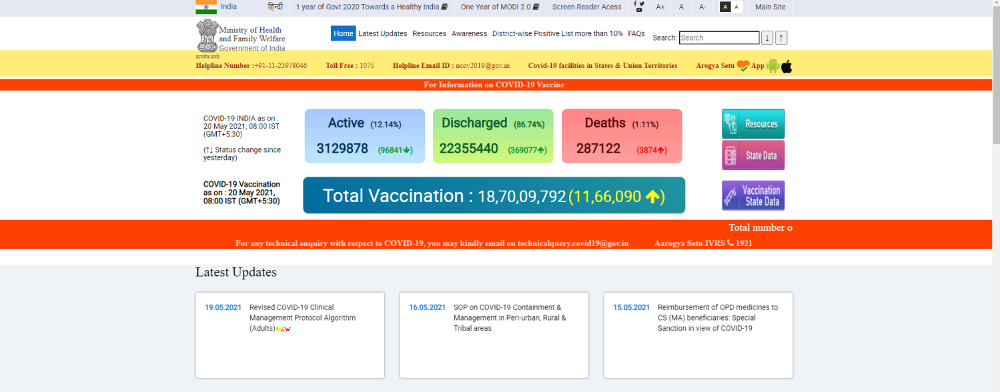 India हिन्दी 1 year of Govt 2020 Towards a Healthy India One Year of MODI 2.0 Screen Reader Acess A+ A A- A A Main Site
Ministry of Health
and Family Welfare
Government of India
सत्यमेव जयते
Home Latest Updates Resources Awareness District-wise Positive List more than 10% FAQs Search: Search ↓ ↑
Helpline Number :+91-11-23978046 Toll Free : 1075 Helpline Email ID : ncov2019@gov.in Covid-19 facilities in States & Union Territories Arogya Setu App
For Information on COVID-19 Vaccine
COVID-19 INDIA as on :
20 May 2021, 08:00 IST
(GMT+5:30)
(↑↓ Status change since
yesterday)
Active (12.14%)
3129878 (96841↓)
Discharged (86.74%)
22355440 (369077↑)
Deaths (1.11%)
287122 (3874↑)
Resources
State Data
COVID-19 Vaccination
as on : 20 May 2021,
08:00 IST (GMT+5:30)
Total Vaccination : 18,70,09,792 (11,66,090 ↑)
Vaccination
State Data
Total number o
For any technical enquiry with respect to COVID-19, you may kindly email on technicalquery.covid19@gov.in Aarogya Setu IVRS 1921
Latest Updates
19.05.2021 Revised COVID-19 Clinical
Management Protocol Algorithm
(Adults) NEW
16.05.2021 SOP on COVID-19 Containment &
Management in Peri-urban, Rural &
Tribal areas
15.05.2021 Reimbursement of OPD medicines to
CS (MA) beneficiaries: Special
Sanction in view of COVID-19